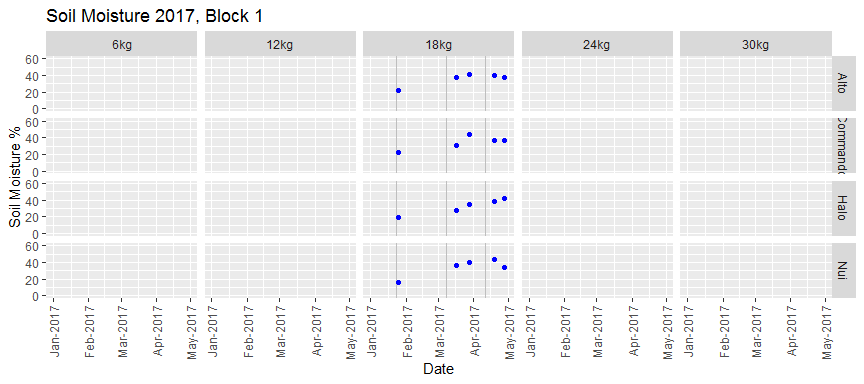 Soil Moisture 2017, Block 1
6kg 12kg 18kg 24kg 30kg
60
40
20
0
Alto
60
40
20
0
Commando
60
40
20
0
Halo
60
40
20
0
Nui
Soil Moisture %
Jan-2017 Feb-2017 Mar-2017 Apr-2017 May-2017 Jan-2017 Feb-2017 Mar-2017 Apr-2017 May-2017 Jan-2017 Feb-2017 Mar-2017 Apr-2017 May-2017 Jan-2017 Feb-2017 Mar-2017 Apr-2017 May-2017 Jan-2017 Feb-2017 Mar-2017 Apr-2017 May-2017
Date